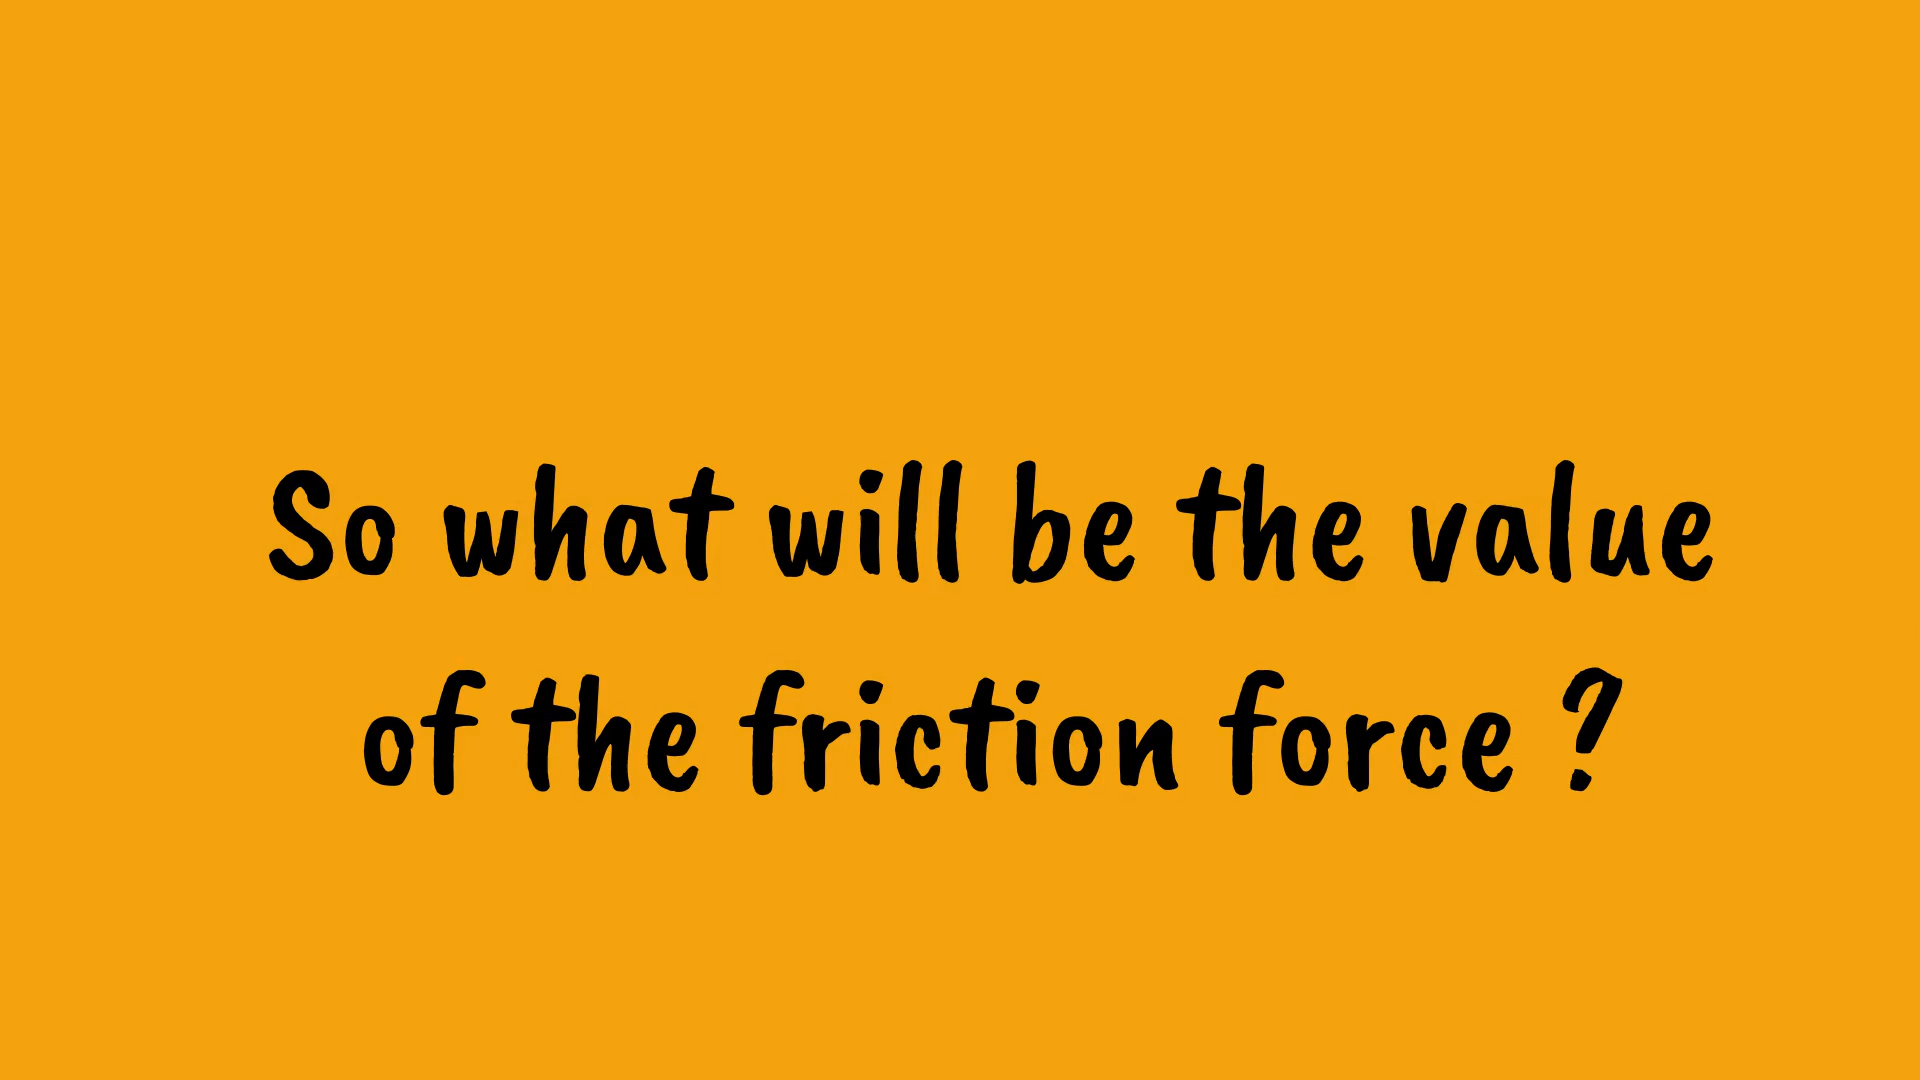 So what will be the value
of the friction force ?